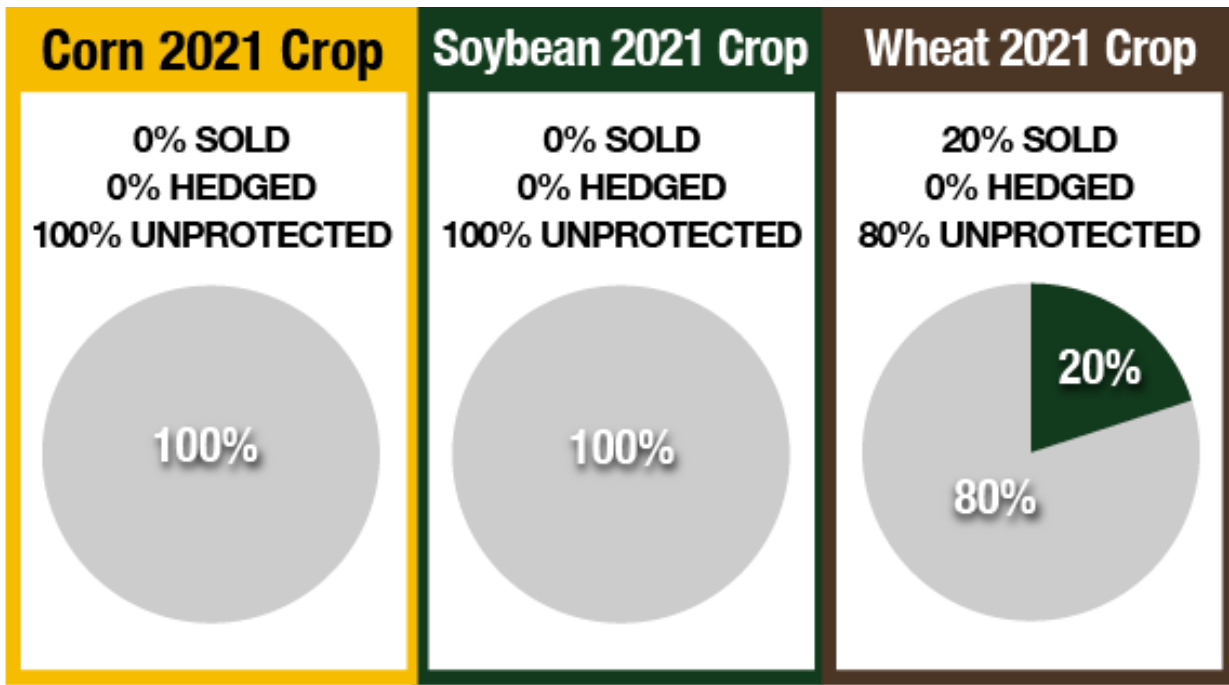 Corn 2021 Crop
0% SOLD
0% HEDGED
100% UNPROTECTED
100%
Soybean 2021 Crop
0% SOLD
0% HEDGED
100% UNPROTECTED
100%
Wheat 2021 Crop
20% SOLD
0% HEDGED
80% UNPROTECTED
20%
80%